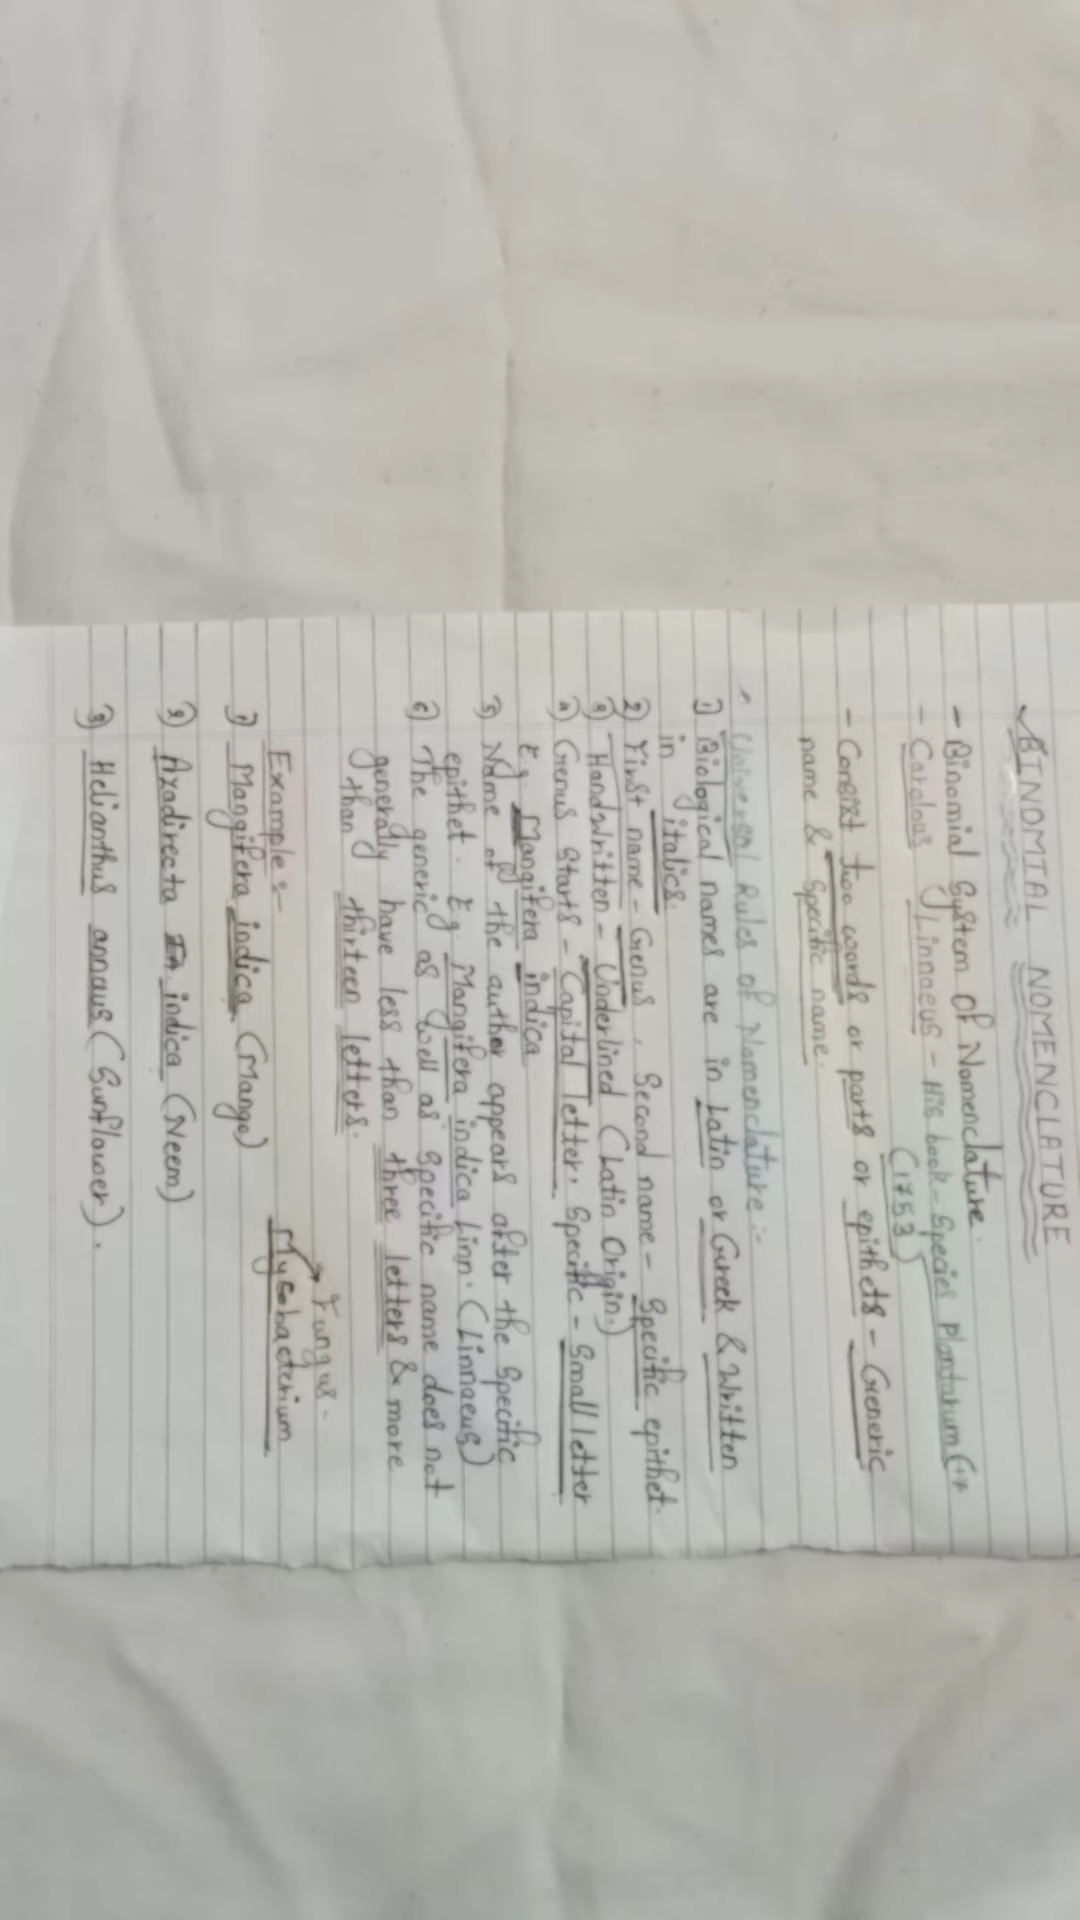 BINOMIAL NOMENCLATURE
- Binomial System of Nomenclature.
- Carolous Linnaeus - His book - Species plantarum (17
(1753)
- Consist two words or parts or epithets - Generic
name & Specific name.
Universal Rules of Nomenclature :-
1) Biological names are in Latin or Greek & Written
in italics.
2) First name - Genus, Second name - Specific epithet.
3) Handwritten - Underlined (Latin Origin.)
4) Genus Starts - Capital letter. Specific - Small letter
Eg. Mangifera indica
5) Name of the author appears after the Specific
epithet. Eg. Mangifera indica Linn. (Linnaeus)
6) The generic as well as specific name does not
generally have less than three letters & more
than thirteen letters.
Fungus.
Example :-
Mycobacterium
1) Mangifera indica (Mango)
2) Azadirecta In indica (Neem)
3) Helianthus annaus (Sunflower).